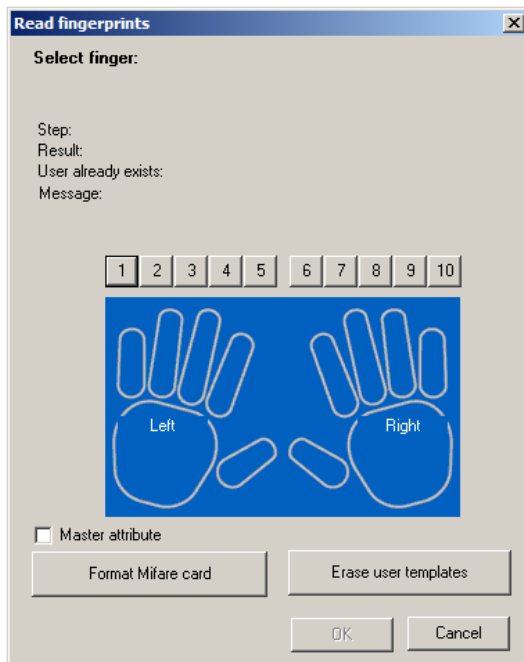 Read fingerprints
Select finger:
Step:
Result:
User already exists:
Message:
1 2 3 4 5 6 7 8 9 10
Left Right
Master attribute
Format Mifare card Erase user templates
OK Cancel